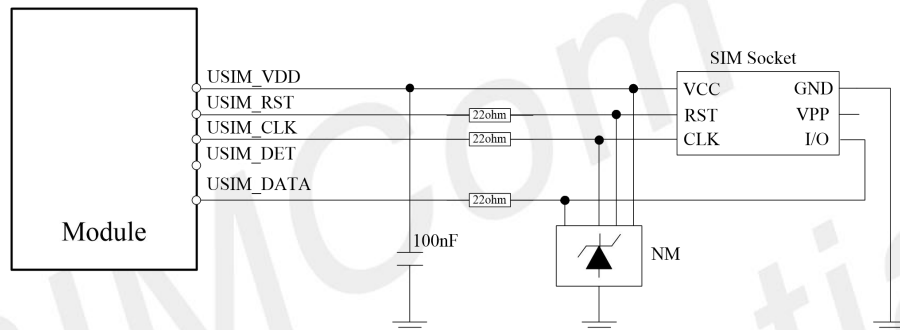 SIM Socket
USIM_VDD
VCC GND
USIM_RST
22ohm
RST VPP
USIM_CLK
22ohm
CLK I/O
USIM_DET
USIM_DATA
22ohm
Module
100nF
NM